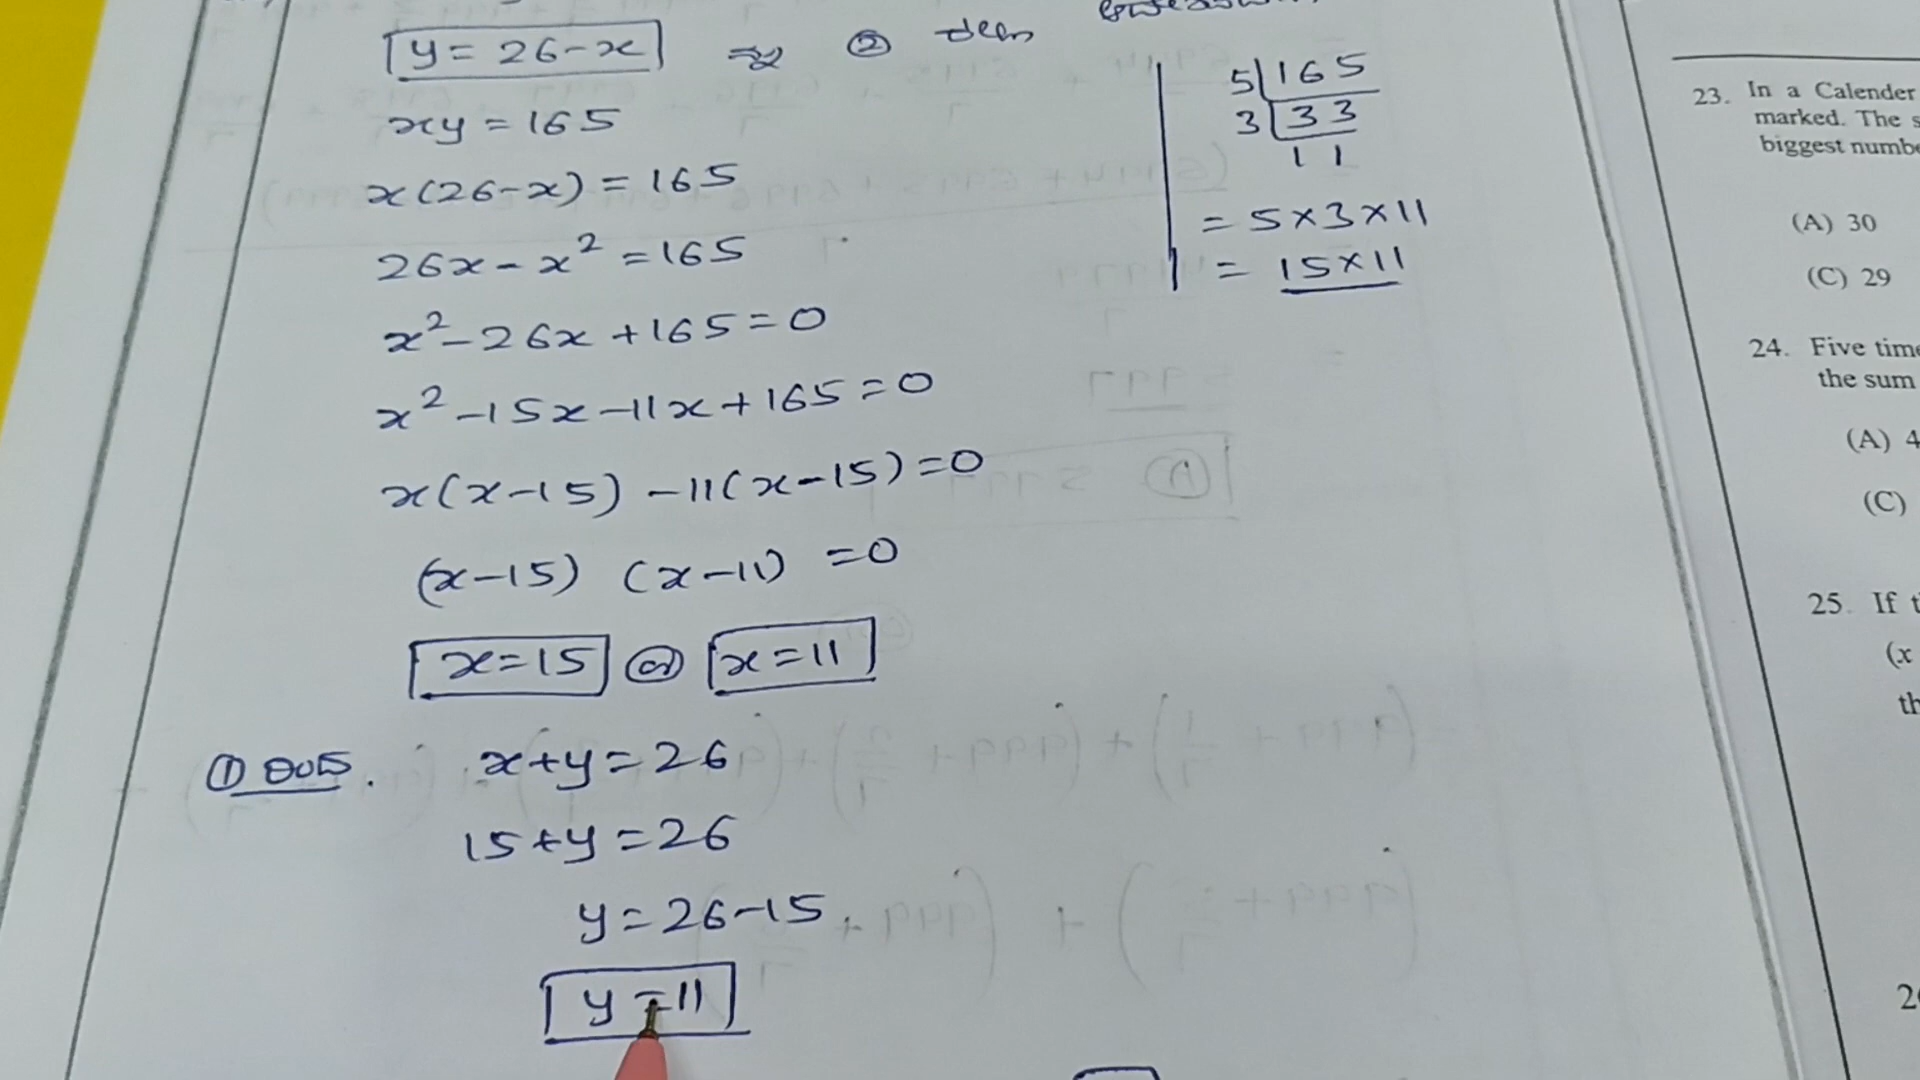 y = 26-x ②
xy = 165
x(26-x) = 165
26x - x² = 165
x² - 26x + 165 = 0
x² - 15x - 11x + 165 = 0
x(x-15) - 11(x-15) = 0
(x-15) (x-11) = 0
x=15 or x=11
① x+y = 26
15+y = 26
y = 26-15
y = 11
5 165
3 33
11
= 5×3×11
= 15×11
23. In a Calender
marked. The
biggest
(A) 30
(C) 29
24. Five
the sum
(A) 4
(C)
25. If
(x